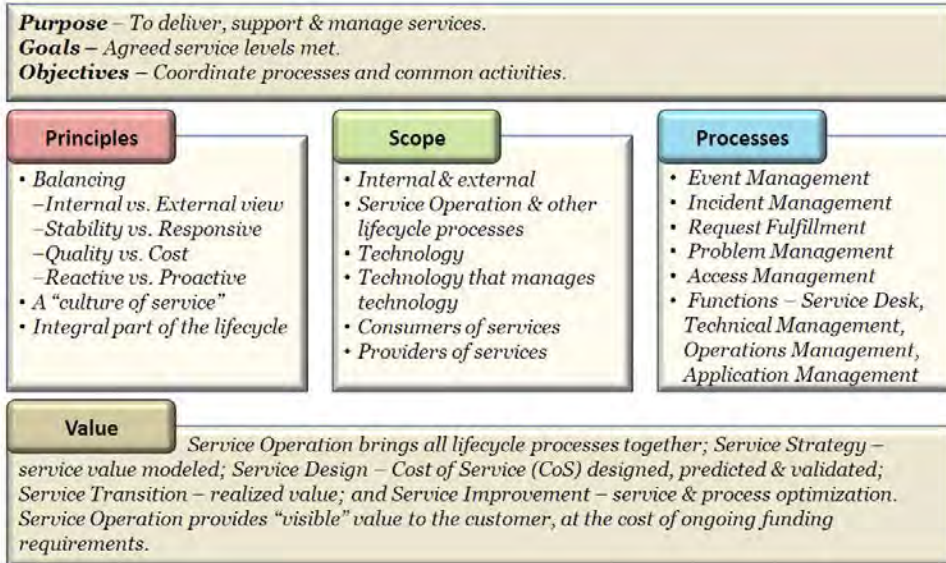 Purpose – To deliver, support & manage services.
Goals – Agreed service levels met.
Objectives – Coordinate processes and common activities.
Principles
• Balancing
–Internal vs. External view
–Stability vs. Responsive
–Quality vs. Cost
–Reactive vs. Proactive
• A “culture of service”
• Integral part of the lifecycle
Scope
• Internal & external
• Service Operation & other
lifecycle processes
• Technology
• Technology that manages
technology
• Consumers of services
• Providers of services
Processes
• Event Management
• Incident Management
• Request Fulfillment
• Problem Management
• Access Management
• Functions – Service Desk,
Technical Management,
Operations Management,
Application Management
Value
Service Operation brings all lifecycle processes together; Service Strategy –
service value modeled; Service Design – Cost of Service (CoS) designed, predicted & validated;
Service Transition – realized value; and Service Improvement – service & process optimization.
Service Operation provides “visible” value to the customer, at the cost of ongoing funding
requirements.